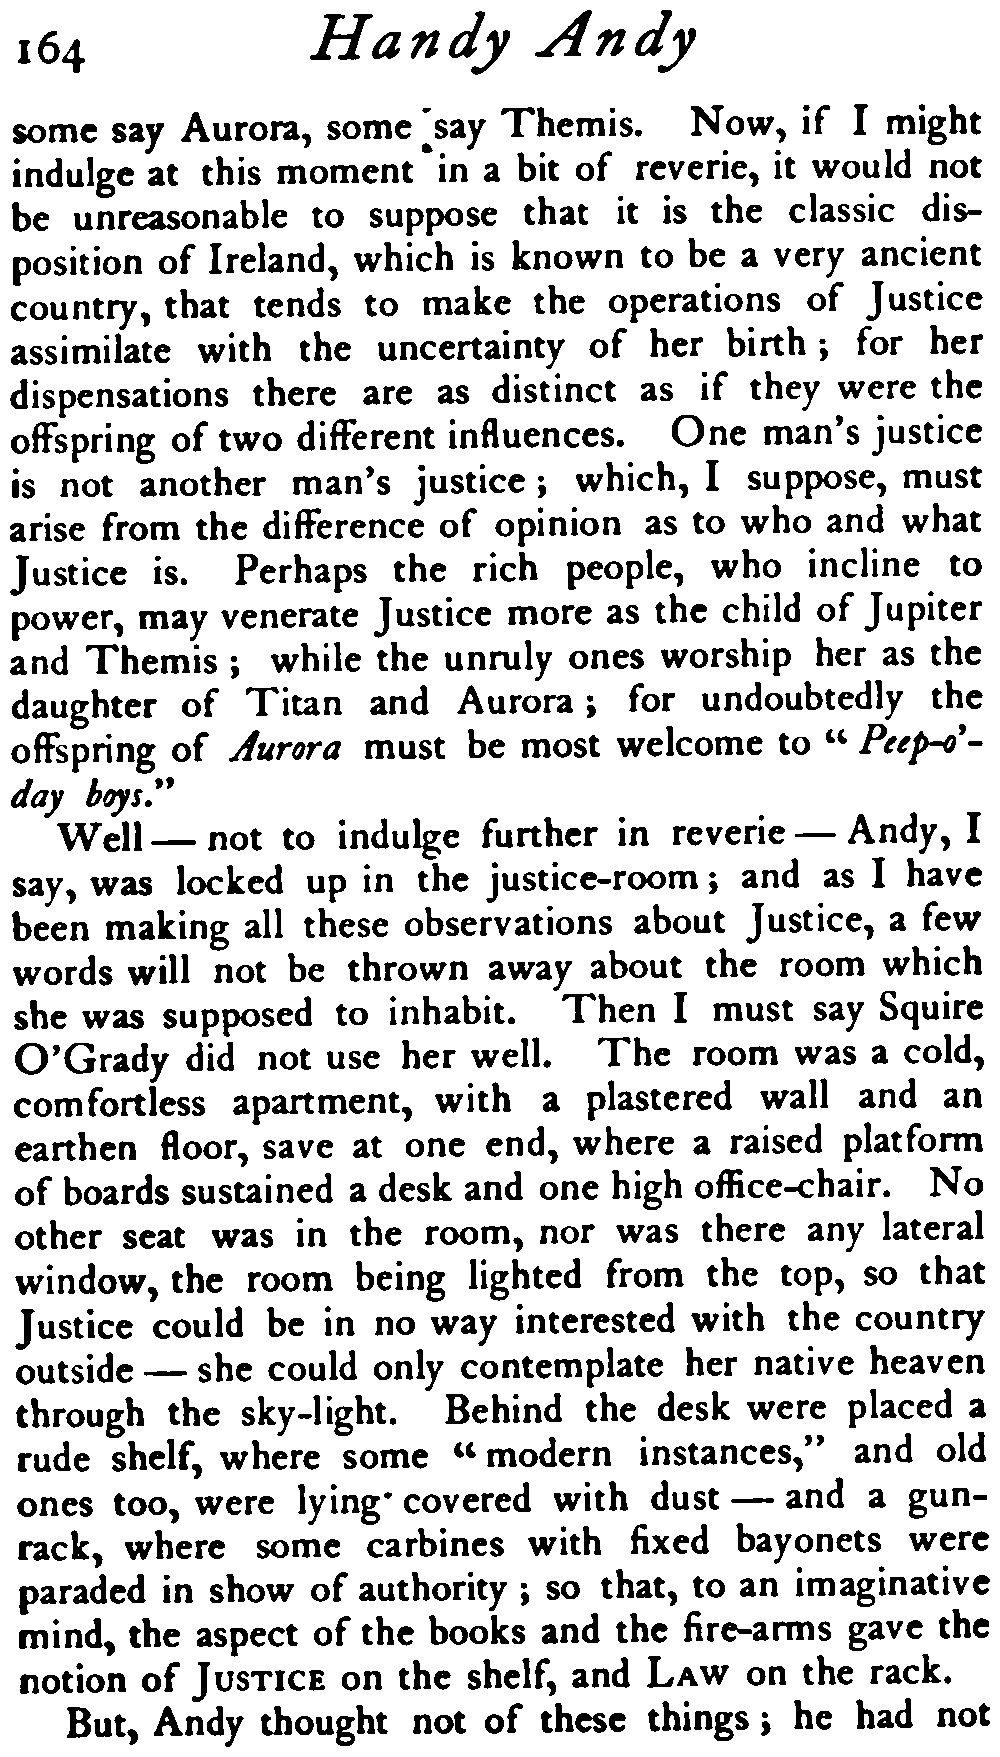 164 Handy Andy
some say Aurora, some say Themis. Now, if I might
indulge at this moment in a bit of reverie, it would not
be unreasonable to suppose that it is the classic dis-
position of Ireland, which is known to be a very ancient
country, that tends to make the operations of Justice
assimilate with the uncertainty of her birth ; for her
dispensations there are as distinct as if they were the
offspring of two different influences. One man's justice
is not another man's justice ; which, I suppose, must
arise from the difference of opinion as to who and what
Justice is. Perhaps the rich people, who incline to
power, may venerate Justice more as the child of Jupiter
and Themis ; while the unruly ones worship her as the
daughter of Titan and Aurora ; for undoubtedly the
offspring of Aurora must be most welcome to “ Peep-o'-
day boys.”
Well — not to indulge further in reverie — Andy, I
say, was locked up in the justice-room ; and as I have
been making all these observations about Justice, a few
words will not be thrown away about the room which
she was supposed to inhabit. Then I must say Squire
O'Grady did not use her well. The room was a cold,
comfortless apartment, with a plastered wall and an
earthen floor, save at one end, where a raised platform
of boards sustained a desk and one high office-chair. No
other seat was in the room, nor was there any lateral
window, the room being lighted from the top, so that
Justice could be in no way interested with the country
outside — she could only contemplate her native heaven
through the sky-light. Behind the desk were placed a
rude shelf, where some “ modern instances,” and old
ones too, were lying covered with dust — and a gun-
rack, where some carbines with fixed bayonets were
paraded in show of authority ; so that, to an imaginative
mind, the aspect of the books and the fire-arms gave the
notion of JUSTICE on the shelf, and LAW on the rack.
But, Andy thought not of these things ; he had not